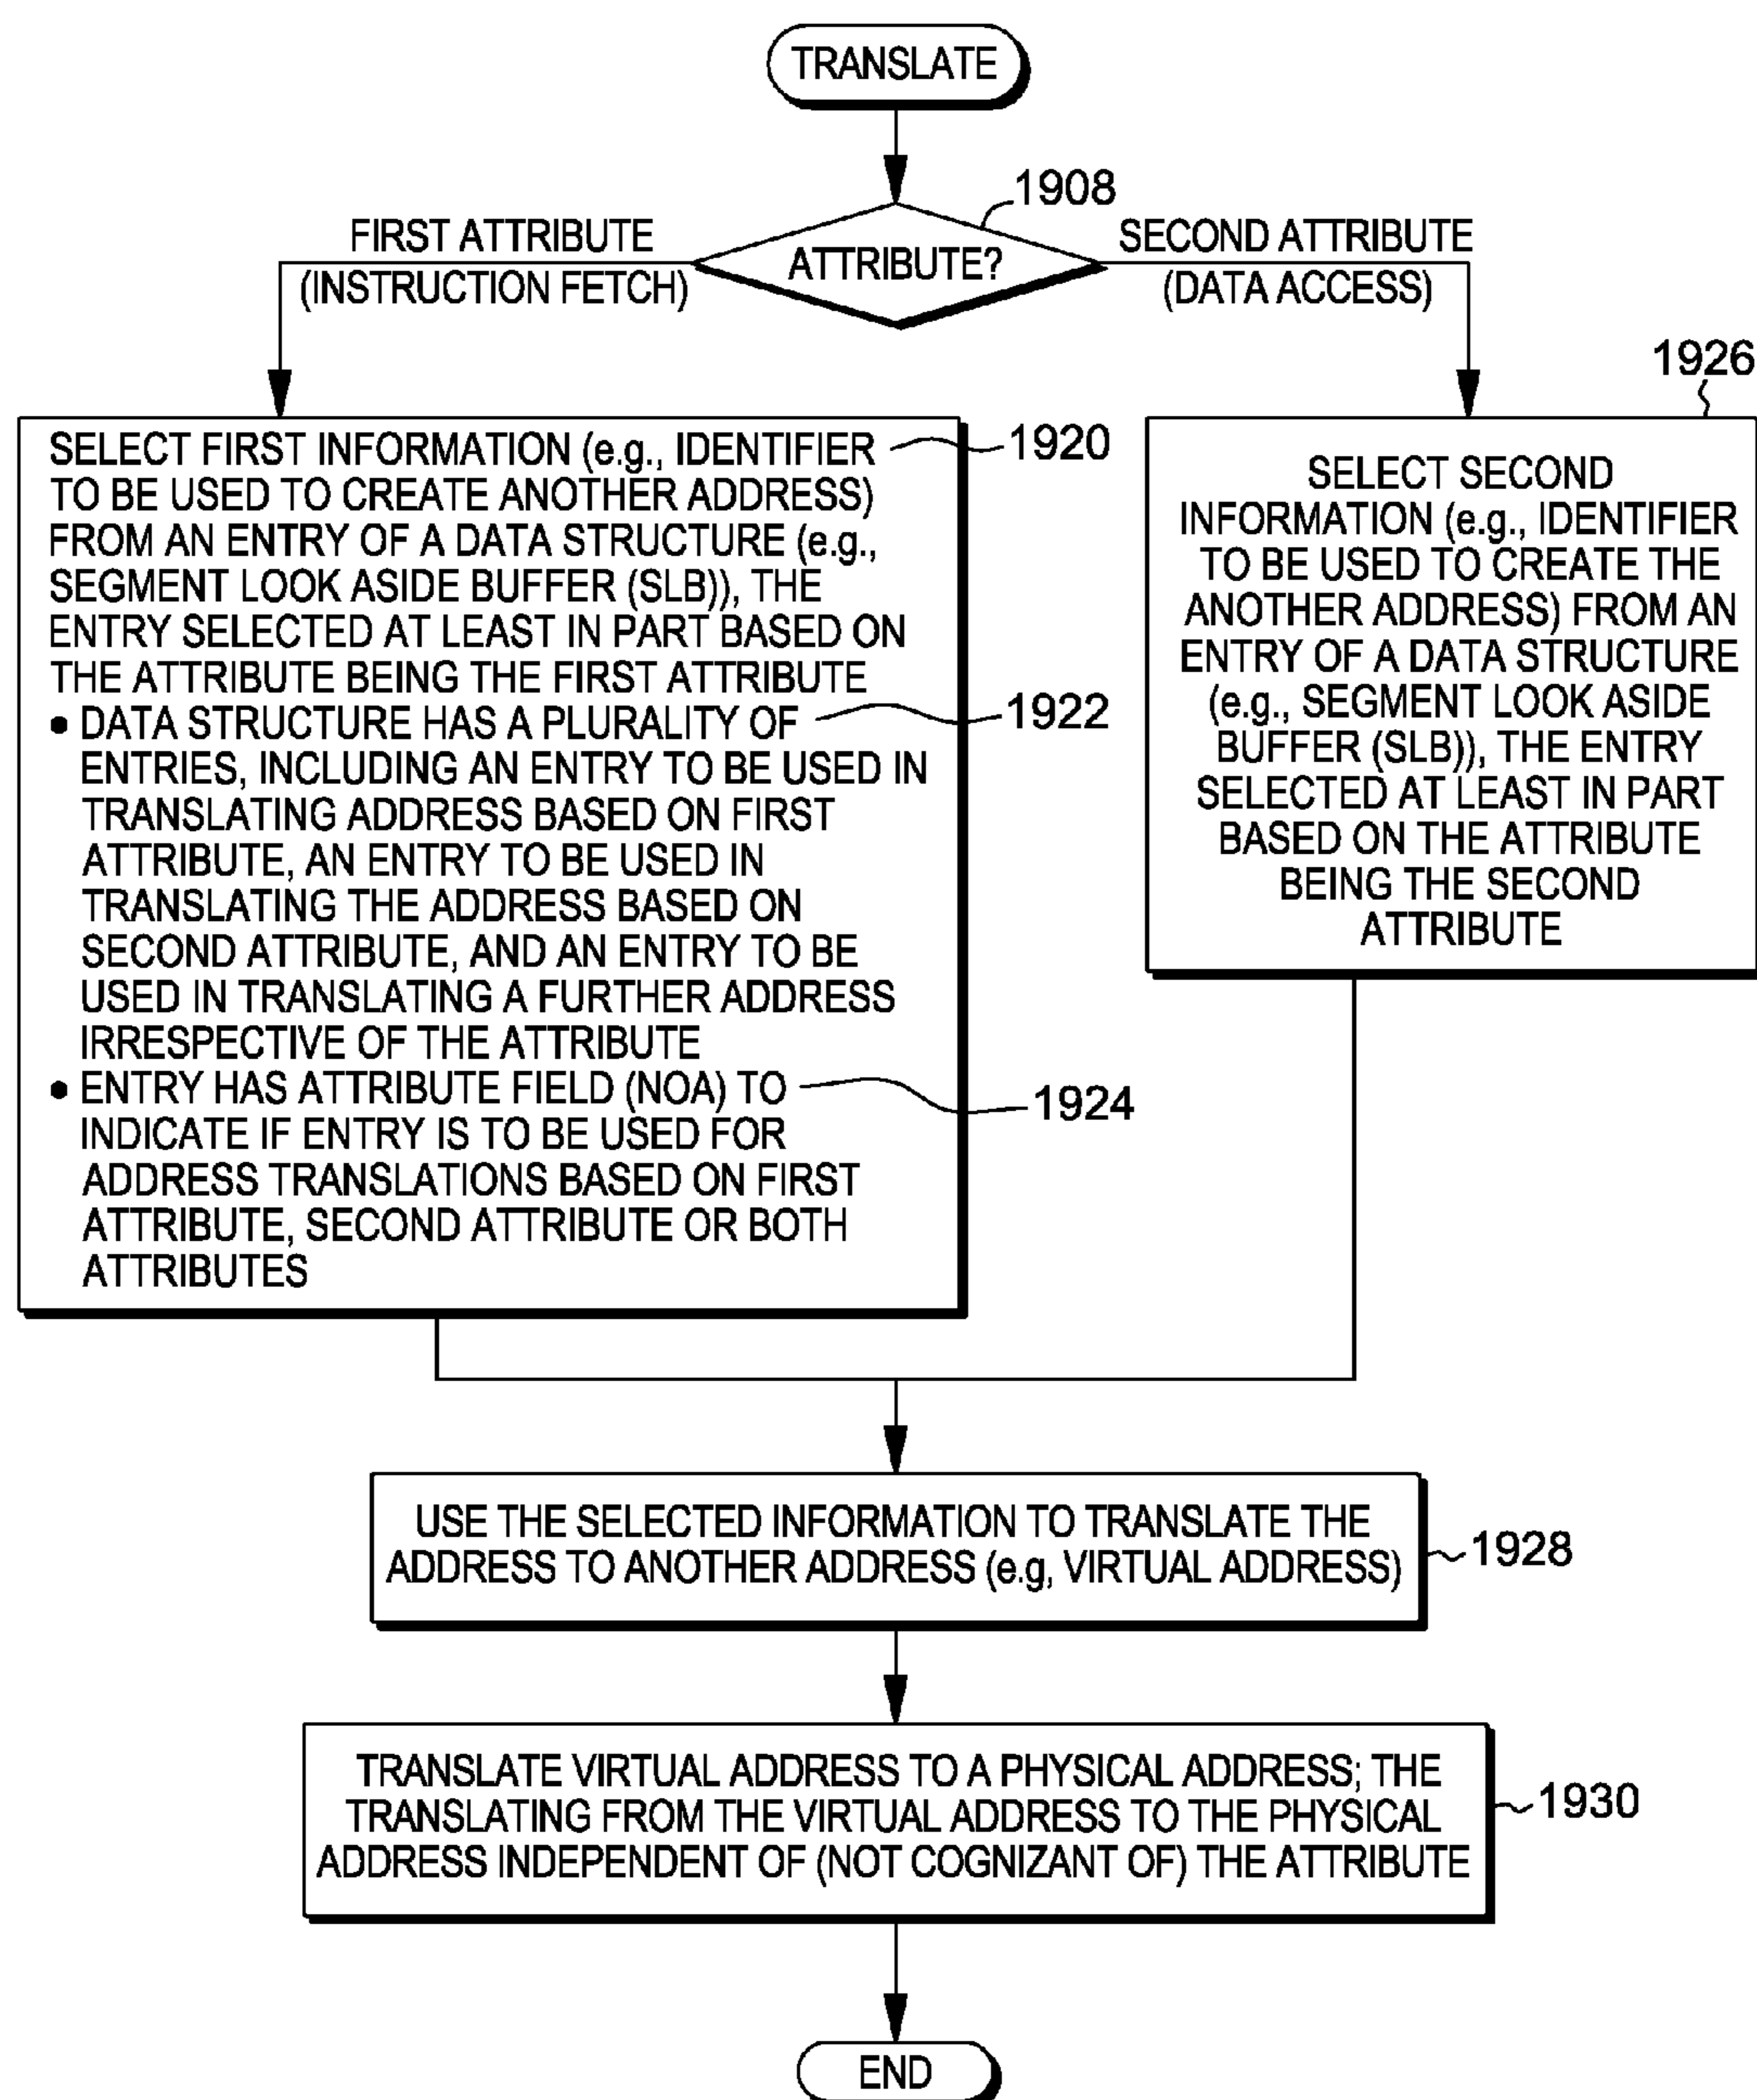 TRANSLATE
1908
ATTRIBUTE?
FIRST ATTRIBUTE
(INSTRUCTION FETCH)
SECOND ATTRIBUTE
(DATA ACCESS)
SELECT FIRST INFORMATION (e.g., IDENTIFIER
TO BE USED TO CREATE ANOTHER ADDRESS)
FROM AN ENTRY OF A DATA STRUCTURE (e.g.,
SEGMENT LOOK ASIDE BUFFER (SLB)), THE
ENTRY SELECTED AT LEAST IN PART BASED ON
THE ATTRIBUTE BEING THE FIRST ATTRIBUTE
1920
• DATA STRUCTURE HAS A PLURALITY OF
ENTRIES, INCLUDING AN ENTRY TO BE USED IN
TRANSLATING ADDRESS BASED ON FIRST
ATTRIBUTE, AN ENTRY TO BE USED IN
TRANSLATING THE ADDRESS BASED ON
SECOND ATTRIBUTE, AND AN ENTRY TO BE
USED IN TRANSLATING A FURTHER ADDRESS
IRRESPECTIVE OF THE ATTRIBUTE
1922
• ENTRY HAS ATTRIBUTE FIELD (NOA) TO
INDICATE IF ENTRY IS TO BE USED FOR
ADDRESS TRANSLATIONS BASED ON FIRST
ATTRIBUTE, SECOND ATTRIBUTE OR BOTH
ATTRIBUTES
1924
1926
SELECT SECOND
INFORMATION (e.g., IDENTIFIER
TO BE USED TO CREATE THE
ANOTHER ADDRESS) FROM AN
ENTRY OF A DATA STRUCTURE
(e.g., SEGMENT LOOK ASIDE
BUFFER (SLB)), THE ENTRY
SELECTED AT LEAST IN PART
BASED ON THE ATTRIBUTE
BEING THE SECOND
ATTRIBUTE
USE THE SELECTED INFORMATION TO TRANSLATE THE
ADDRESS TO ANOTHER ADDRESS (e.g, VIRTUAL ADDRESS)
1928
TRANSLATE VIRTUAL ADDRESS TO A PHYSICAL ADDRESS; THE
TRANSLATING FROM THE VIRTUAL ADDRESS TO THE PHYSICAL
ADDRESS INDEPENDENT OF (NOT COGNIZANT OF) THE ATTRIBUTE
1930
END